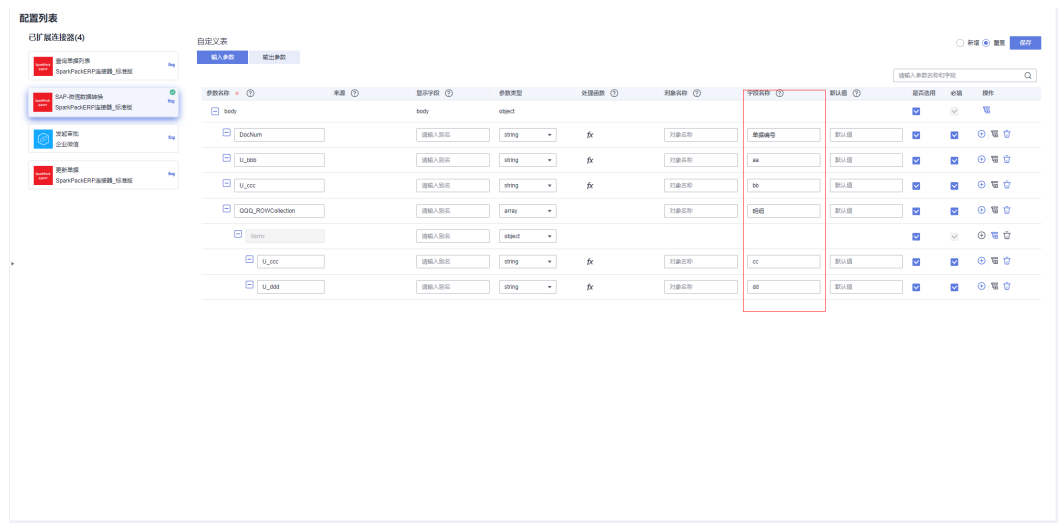 配置列表
已扩展连接器(4)
查询单据列表
SparkPackERP连接器_标准版
SAP-微信数据转换
SparkPackERP连接器_标准版
发起审批
企业微信
更新单据
SparkPackERP连接器_标准版
自定义表
新增 覆盖 保存
输入参数 输出参数
请输入参数名称和字段
参数名称 * 来源 显示字段 参数类型 处理函数 对象名称 字段名称 默认值 是否选用 必填 操作
body body object
DocNum 请输入别名 string fx 对象名称 单据编号 默认值
U_bbb 请输入别名 string fx 对象名称 aa 默认值
U_ccc 请输入别名 string fx 对象名称 bb 默认值
QQQ_ROWCollection 请输入别名 array 对象名称 明细 默认值
items 请输入别名 object
U_ccc 请输入别名 string fx 对象名称 cc 默认值
U_ddd 请输入别名 string fx 对象名称 dd 默认值